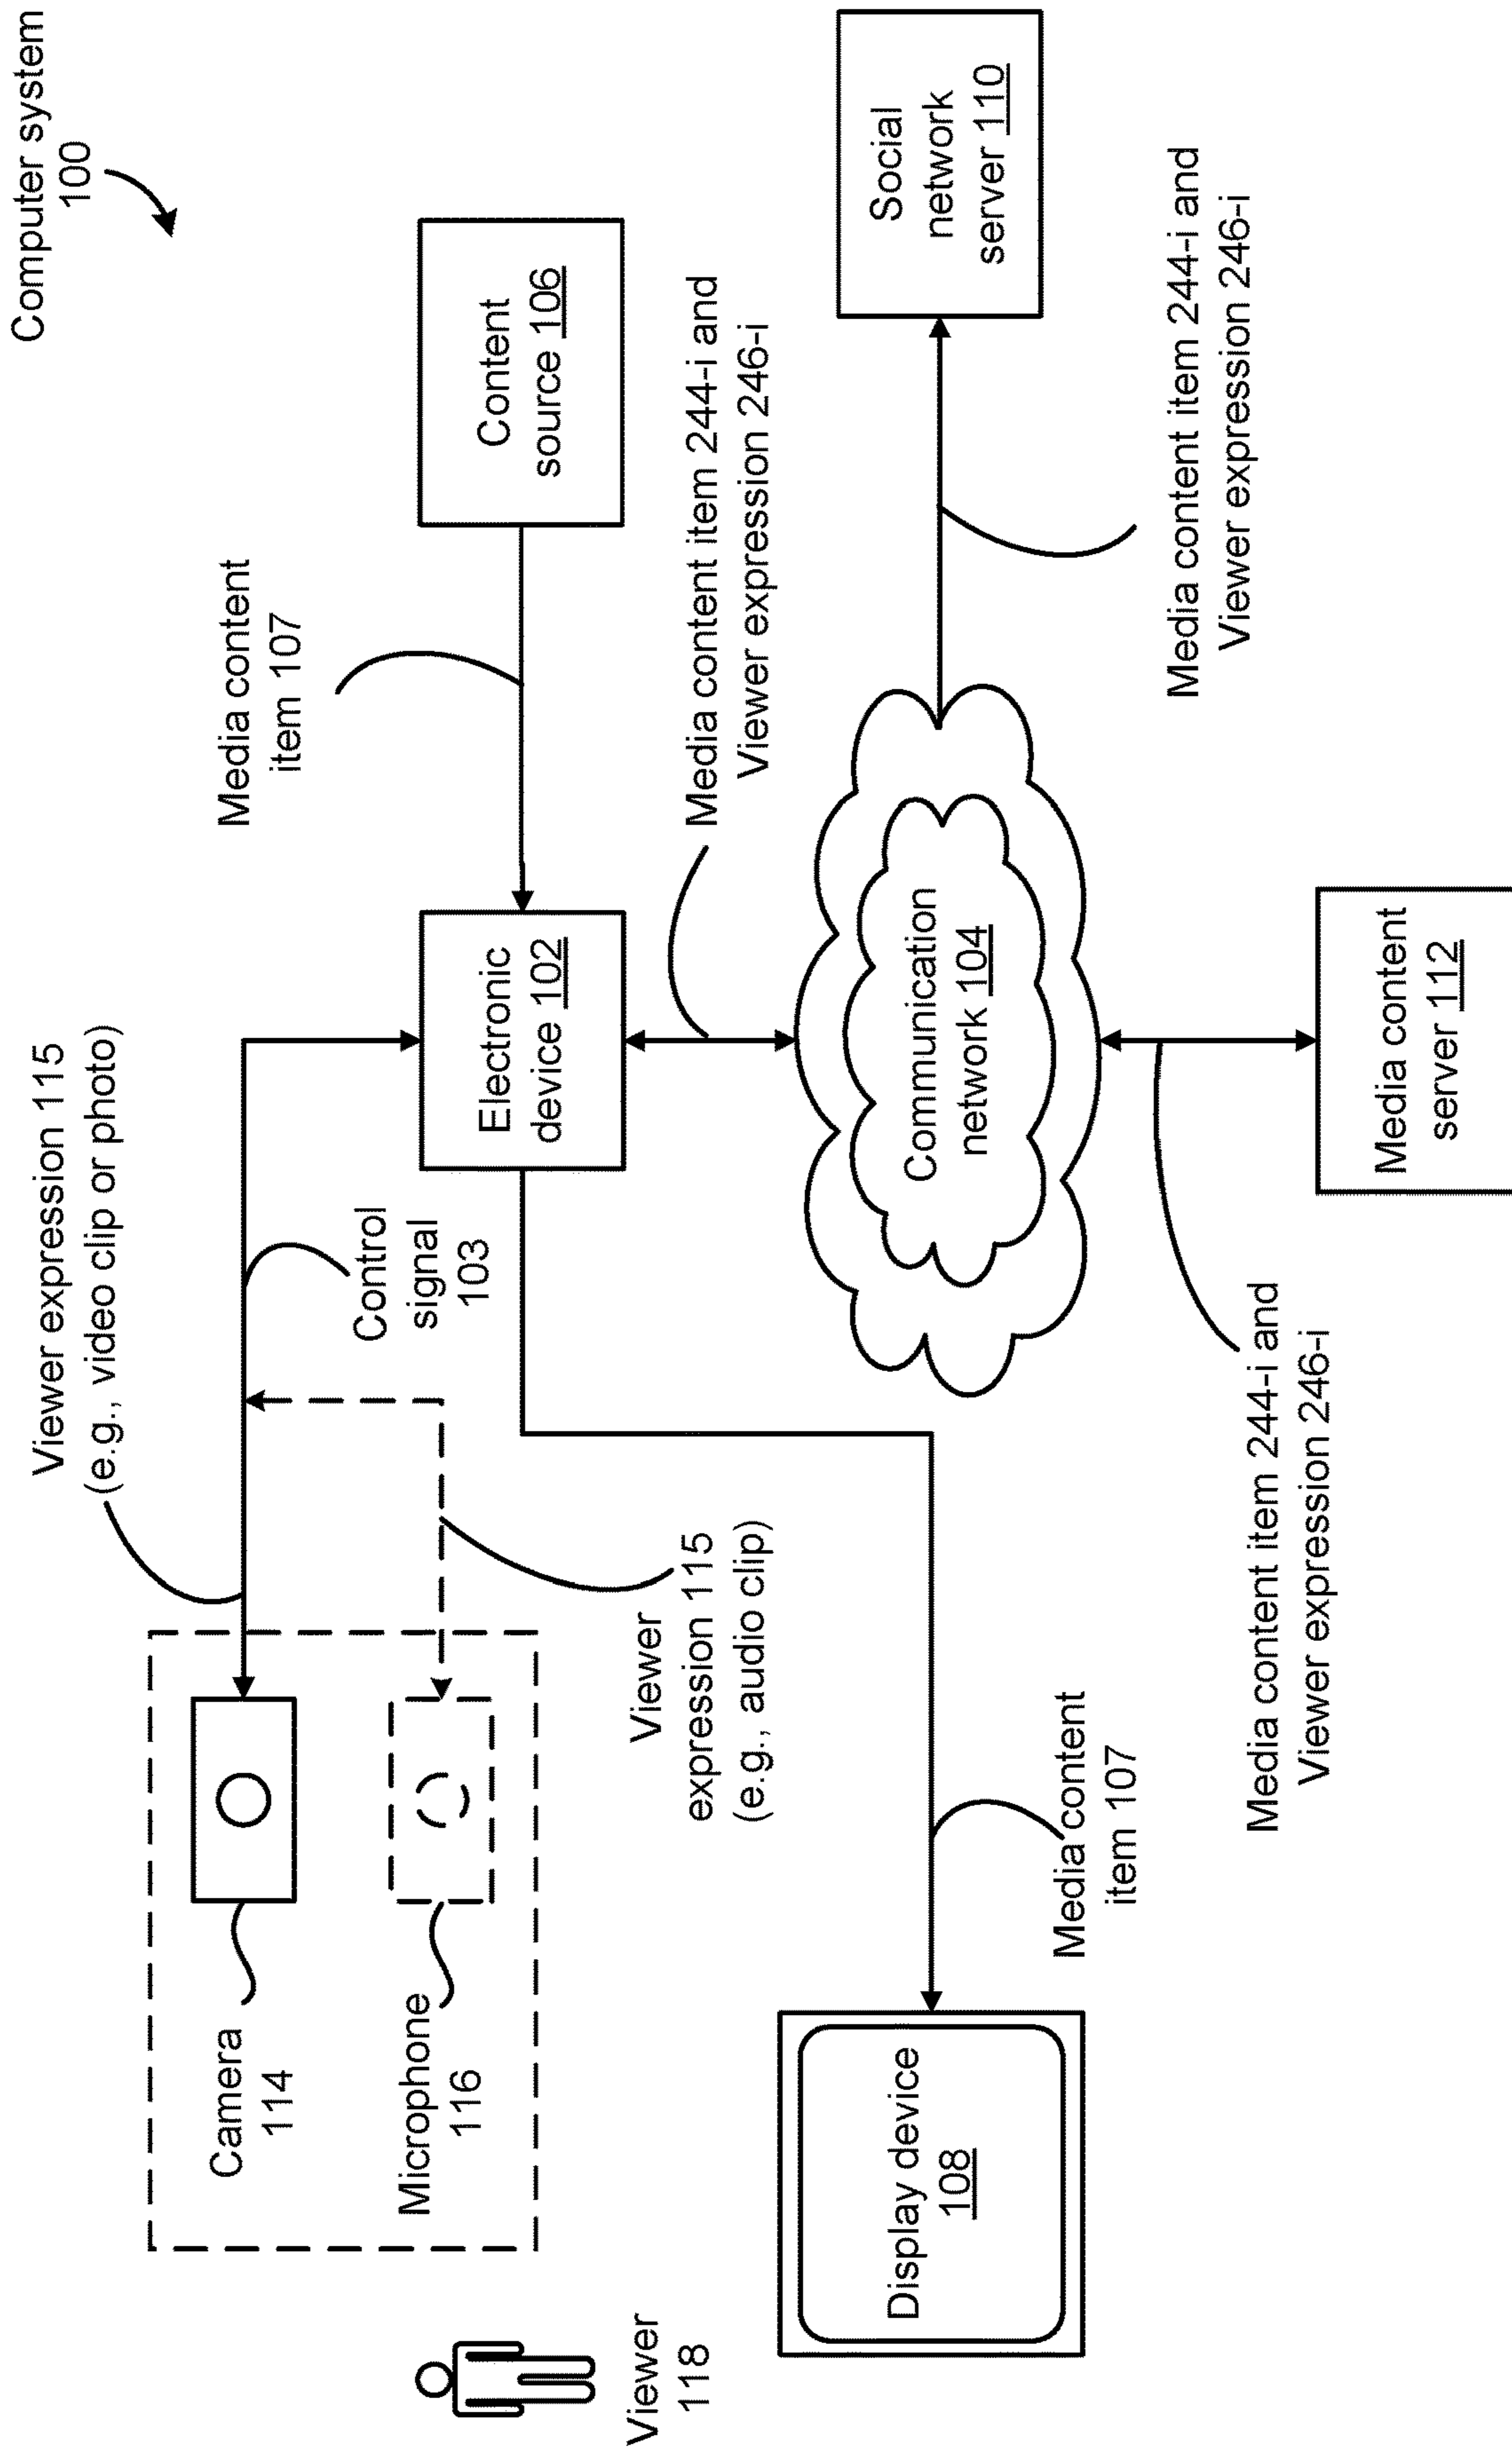 Computer system
100
Viewer expression 115
(e.g., video clip or photo)
Camera
114
Microphone
116
Viewer
118
Control
signal
103
Viewer
expression 115
(e.g., audio clip)
Media content
item 107
Electronic
device 102
Content
source 106
Media content item 244-i and
Viewer expression 246-i
Display device
108
Media content
item 107
Communication
network 104
Social
network
server 110
Media content item 244-i and
Viewer expression 246-i
Media content item 244-i and
Viewer expression 246-i
Media content
server 112